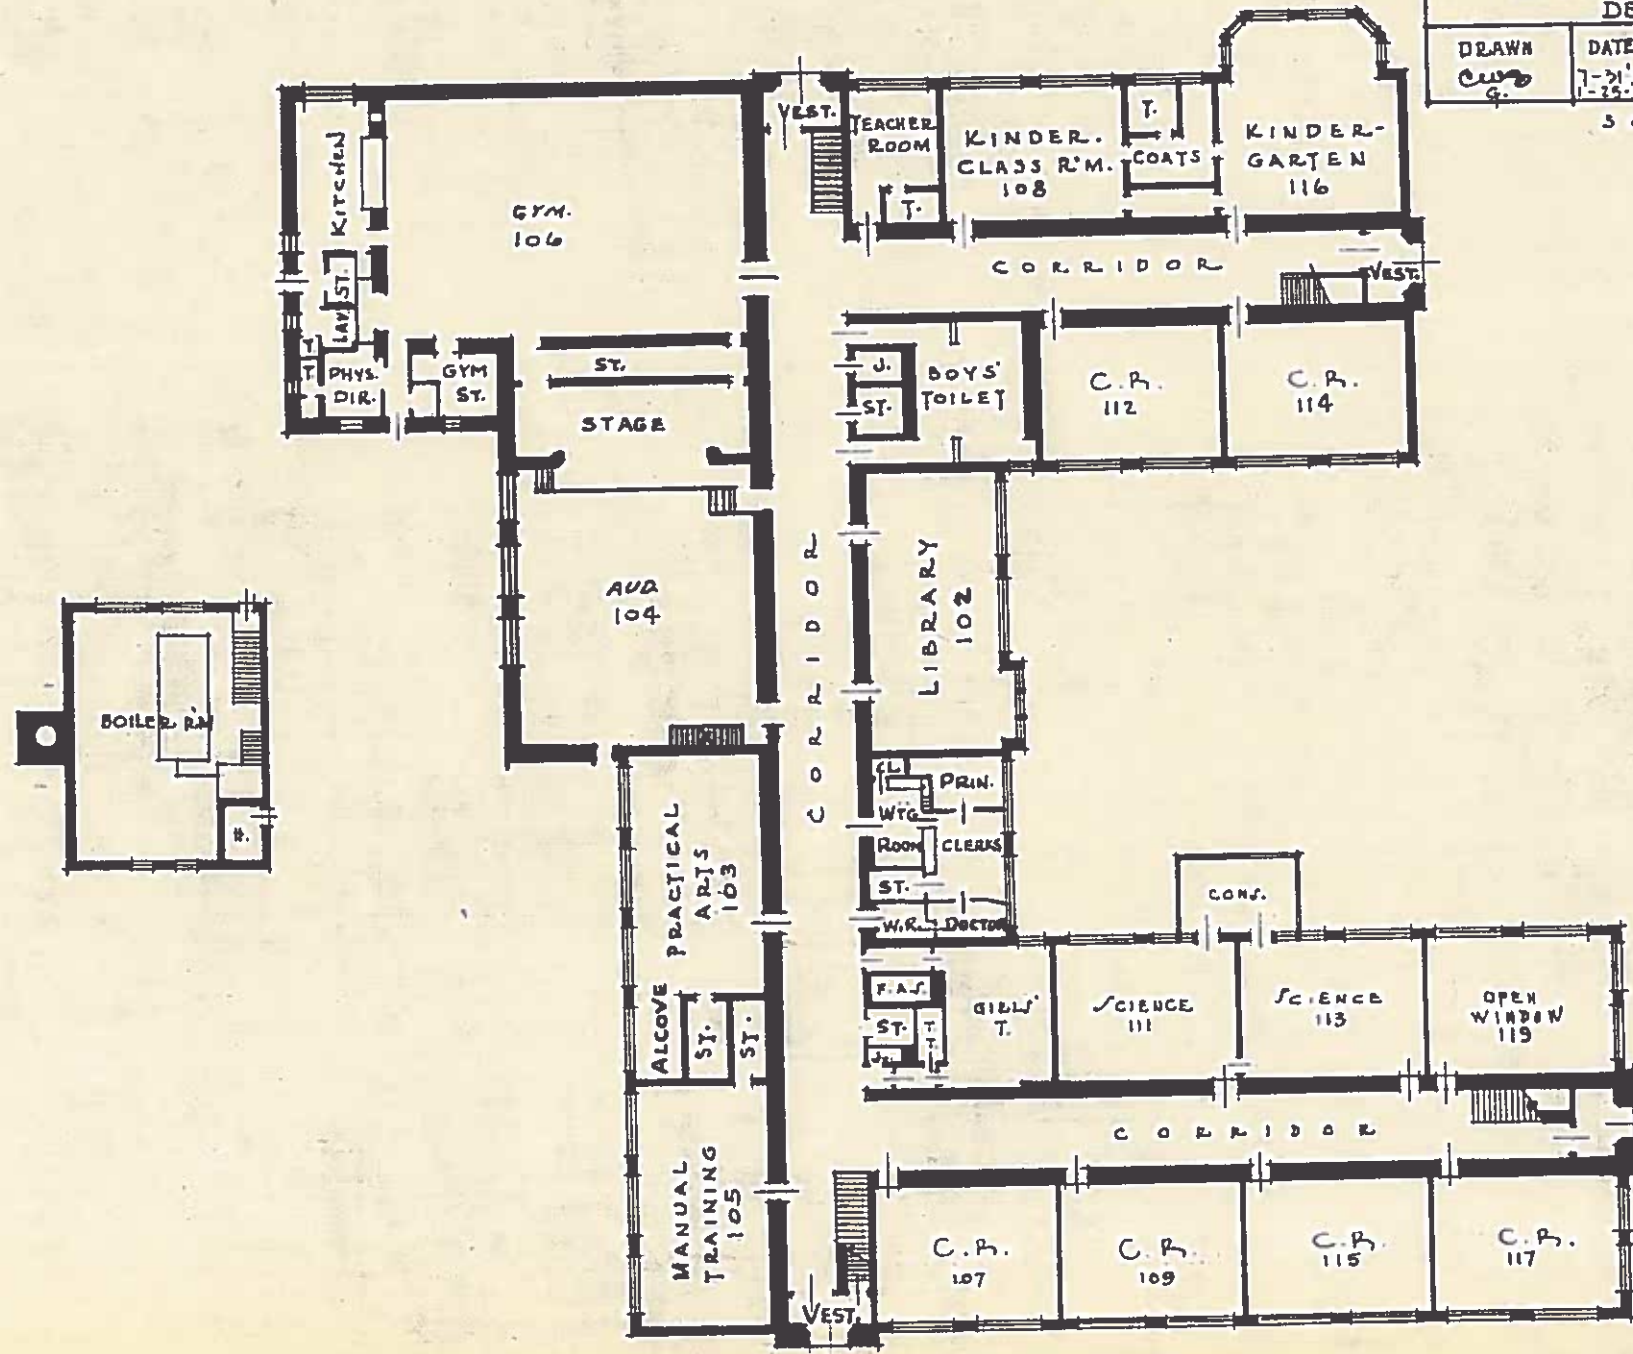 DRAWN
DATE
G.
VEST.
TEACHER
ROOM
T.
KINDER.
CLASS R'M.
108
T.
COATS
KINDER-
GARTEN
116
KITCHEN
GYM.
106
CORRIDOR
VEST.
ST.
LAV.
T
T
PHYS.
DIR.
GYM
ST.
ST.
STAGE
J.
ST.
BOYS'
TOILET
C.R.
112
C.R.
114
AUD
104
CORRIDOR
LIBRARY
102
BOILER R'M
H.
CL.
PRIN.
WTG
ROOM
CLERKS
ST.
W.R.
DOCTOR
PRACTICAL
ARTS
103
ALCOVE
ST.
ST.
CONS.
F.A.S.
ST.
T
T
J.
GILLS'
T.
SCIENCE
111
SCIENCE
113
OPEN
WINDOW
119
CORRIDOR
MANUAL
TRAINING
105
VEST.
C.R.
107
C.R.
109
C.R.
115
C.R.
117